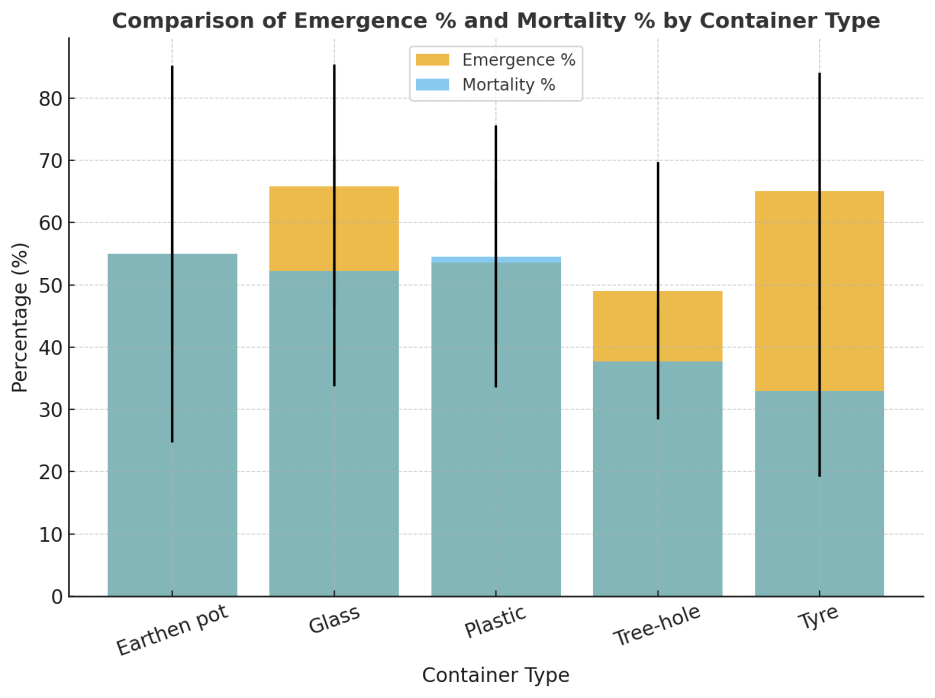 Comparison of Emergence % and Mortality % by Container Type
Emergence %
Mortality %
Percentage (%)
80
70
60
50
40
30
20
10
0
Earthen pot
Glass
Plastic
Tree-hole
Tyre
Container Type